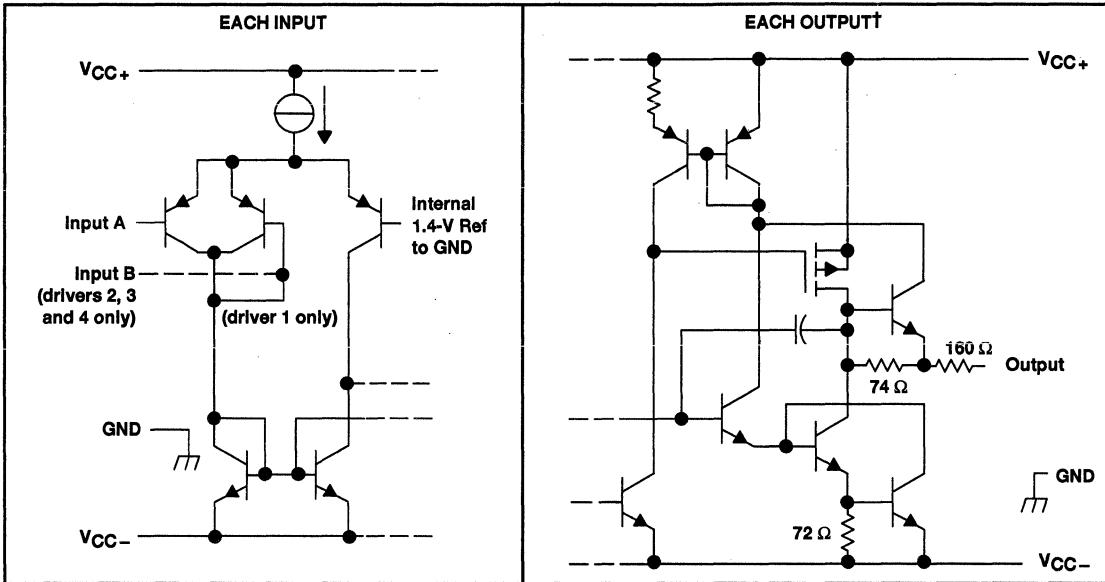 EACH INPUT
VCC+
Input A
Internal
1.4-V Ref
to GND
Input B
(drivers 2, 3
and 4 only)
(driver 1 only)
GND
VCC−
EACH OUTPUT†
VCC+
160 Ω
Output
74 Ω
GND
72 Ω
VCC−